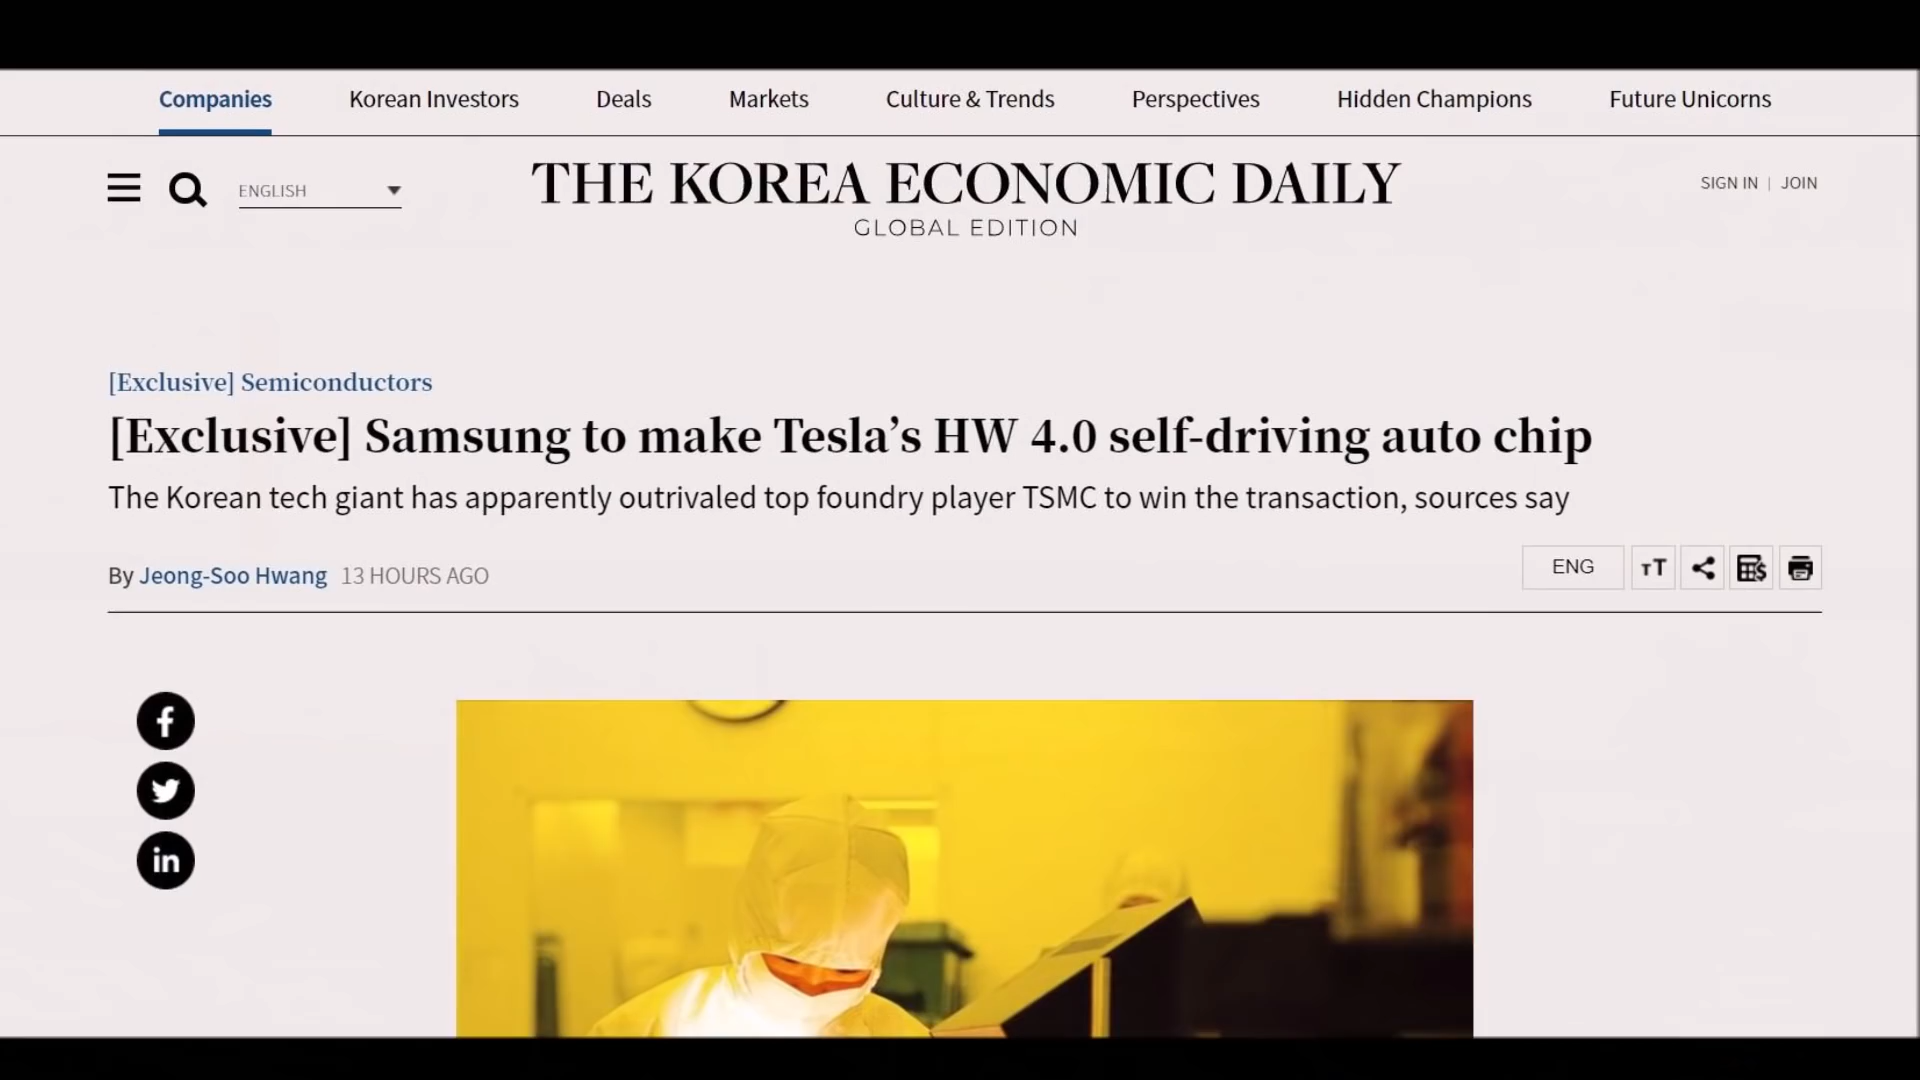 Companies Korean Investors Deals Markets Culture & Trends Perspectives Hidden Champions Future Unicorns
ENGLISH
THE KOREA ECONOMIC DAILY
GLOBAL EDITION
SIGN IN | JOIN
[Exclusive] Semiconductors
[Exclusive] Samsung to make Tesla’s HW 4.0 self-driving auto chip
The Korean tech giant has apparently outrivaled top foundry player TSMC to win the transaction, sources say
By Jeong-Soo Hwang 13 HOURS AGO
ENG
TT
f
in